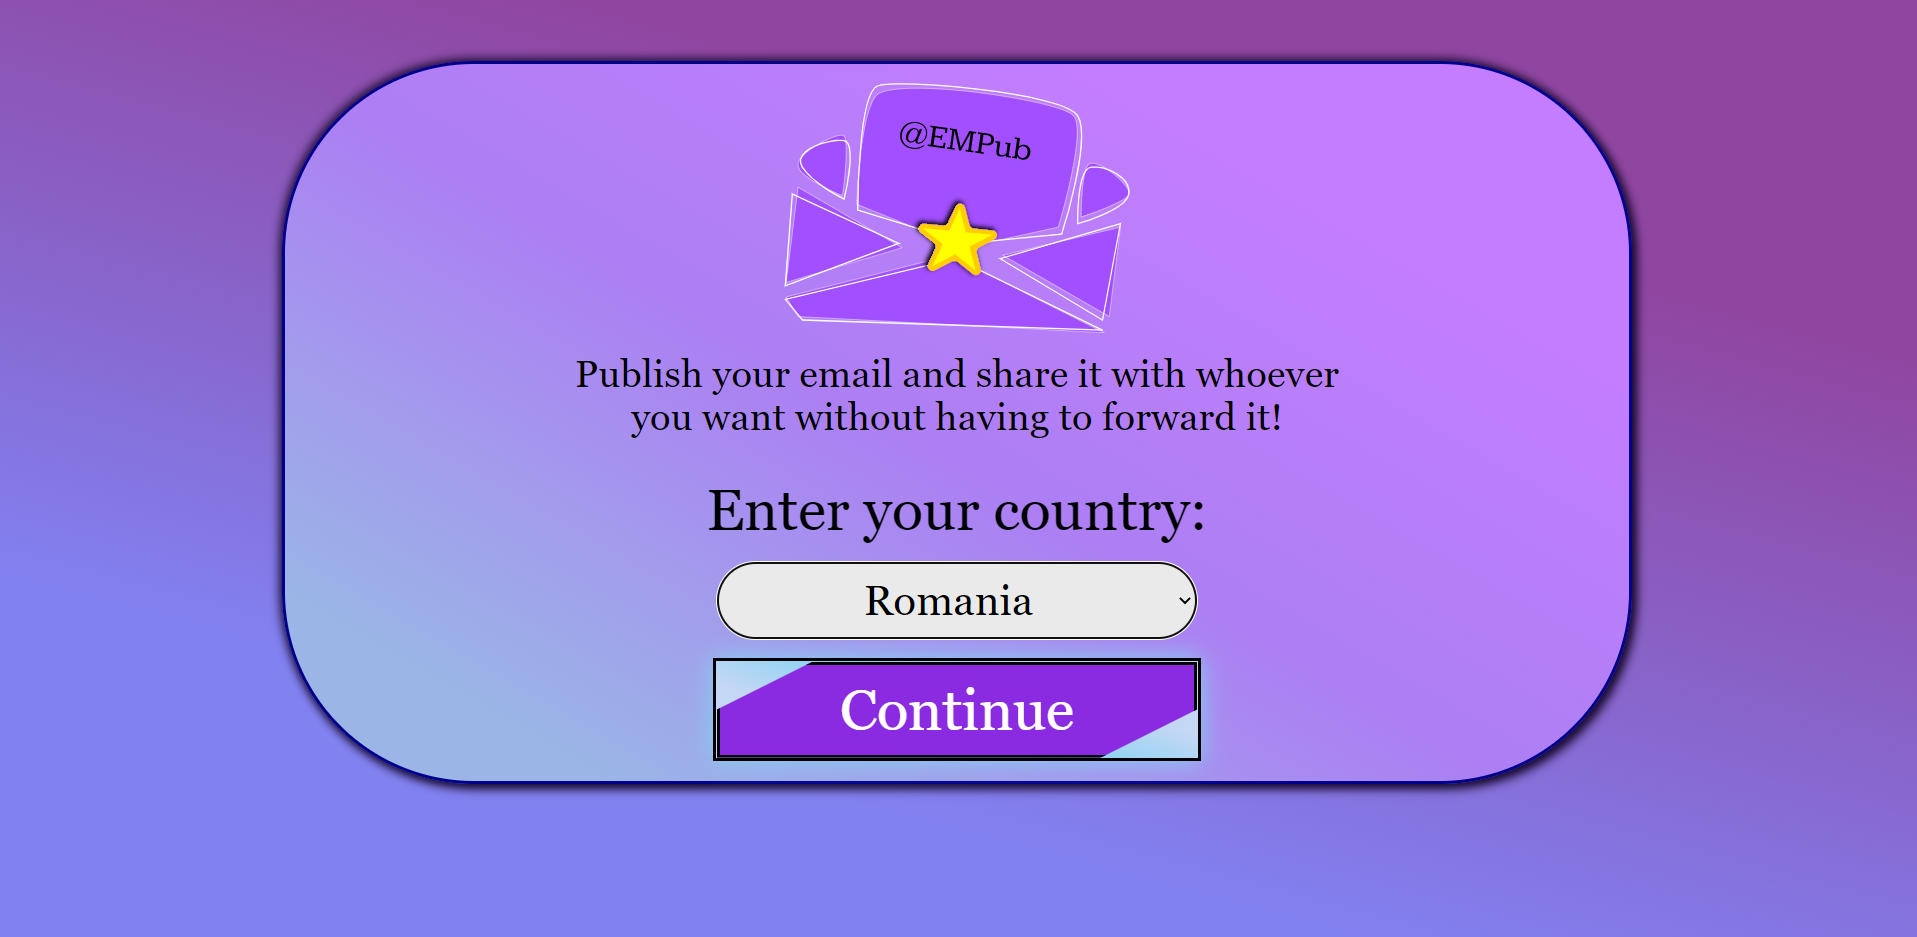 @EMPub
Publish your email and share it with whoever
you want without having to forward it!
Enter your country:
Romania
Continue